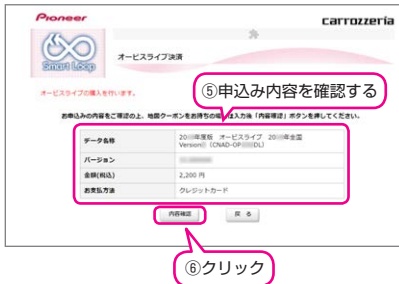 Pioneer
carrozzeria
Smart Loop
オービスライブ決済
オービスライブの購入を行います。
⑤申込み内容を確認する
お申込みの内容をご確認の上、地図クーポンをお持ちの場合は入力後「内容確認」ボタンを押してください。
データ名称
20 年度版 オービスライブ 20 年全国
Version （CNAD-OP DL）
バージョン
金額(税込)
2,200 円
お支払方法
クレジットカード
内容確認
戻 る
⑥クリック